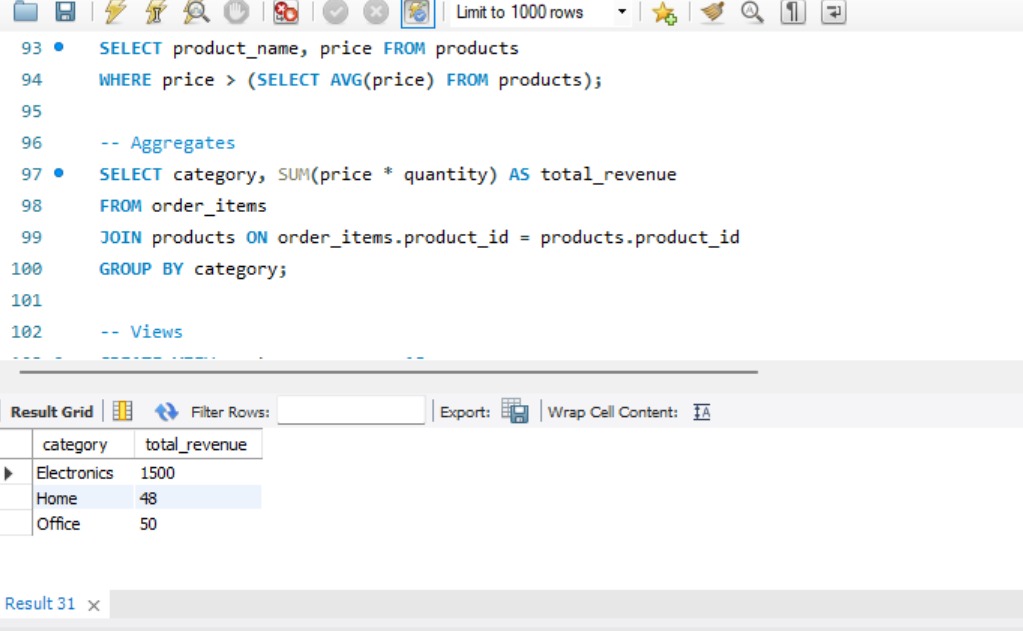 Limit to 1000 rows
93 SELECT product_name, price FROM products
94 WHERE price > (SELECT AVG(price) FROM products);
95
96 -- Aggregates
97 SELECT category, SUM(price * quantity) AS total_revenue
98 FROM order_items
99 JOIN products ON order_items.product_id = products.product_id
100 GROUP BY category;
101
102 -- Views
Result Grid Filter Rows: Export: Wrap Cell Content: IA
category total_revenue
Electronics 1500
Home 48
Office 50
Result 31